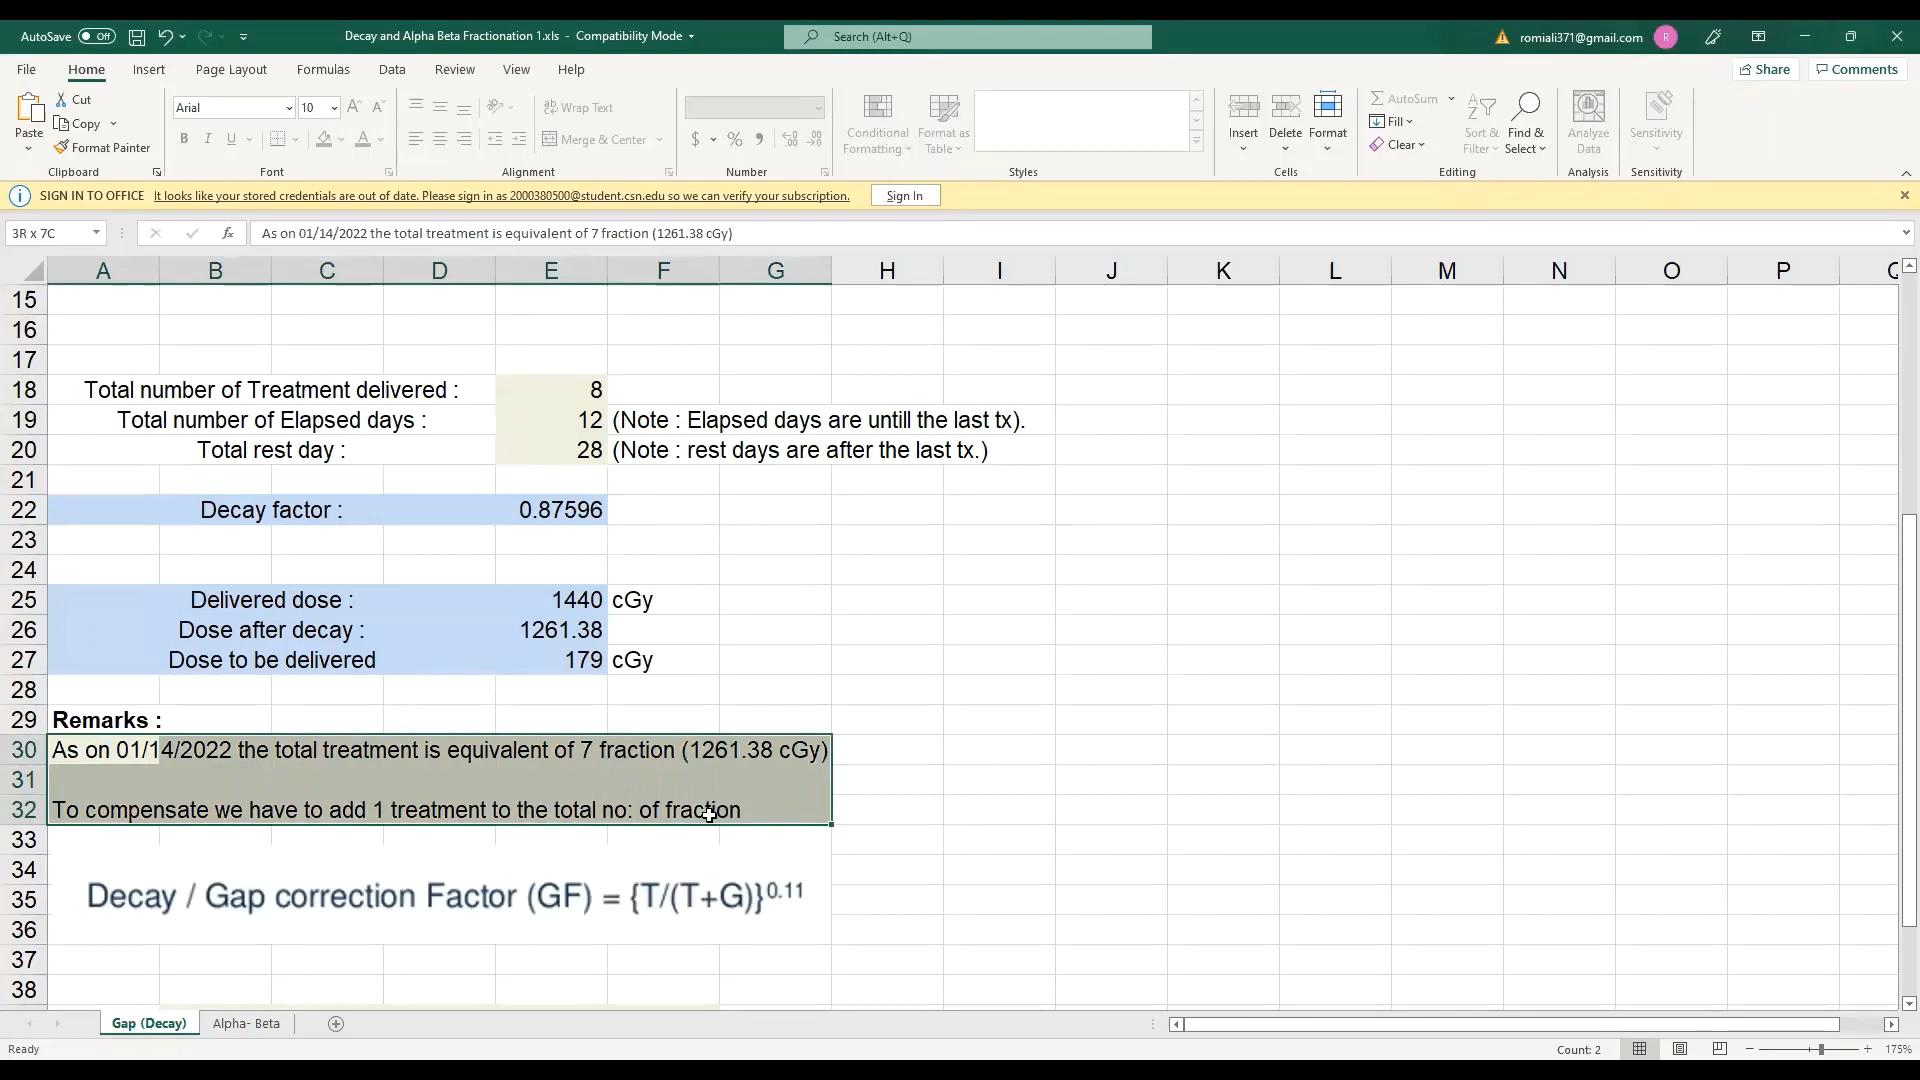 AutoSave Off
Decay and Alpha Beta Fractionation 1.xls - Compatibility Mode
Search (Alt+Q)
romiali371@gmail.com
R
File Home Insert Page Layout Formulas Data Review View Help
Share
Comments
Paste
Cut
Copy
Format Painter
Clipboard
Arial
10
B I U
Font
Wrap Text
Merge & Center
Alignment
$ % 9
Number
Conditional
Formatting
Format as
Table
Styles
Insert
Delete
Format
Cells
AutoSum
Fill
Clear
Sort &
Filter
Find &
Select
Editing
Analyze
Data
Analysis
Sensitivity
Sensitivity
SIGN IN TO OFFICE It looks like your stored credentials are out of date. Please sign in as 2000380500@student.csn.edu so we can verify your subscription. Sign In
3R x 7C fx As on 01/14/2022 the total treatment is equivalent of 7 fraction (1261.38 cGy)
A B C D E F G H I J K L M N O P Q
15
16
17
18 Total number of Treatment delivered : 8
19 Total number of Elapsed days : 12 (Note : Elapsed days are untill the last tx).
20 Total rest day : 28 (Note : rest days are after the last tx.)
21
22 Decay factor : 0.87596
23
24
25 Delivered dose : 1440 cGy
26 Dose after decay : 1261.38
27 Dose to be delivered 179 cGy
28
29 Remarks :
30 As on 01/14/2022 the total treatment is equivalent of 7 fraction (1261.38 cGy)
31
32 To compensate we have to add 1 treatment to the total no: of fraction
33
34
35 Decay / Gap correction Factor (GF) = {T/(T+G)}^0.11
36
37
38
Gap (Decay) Alpha- Beta
Ready
Count: 2
175%